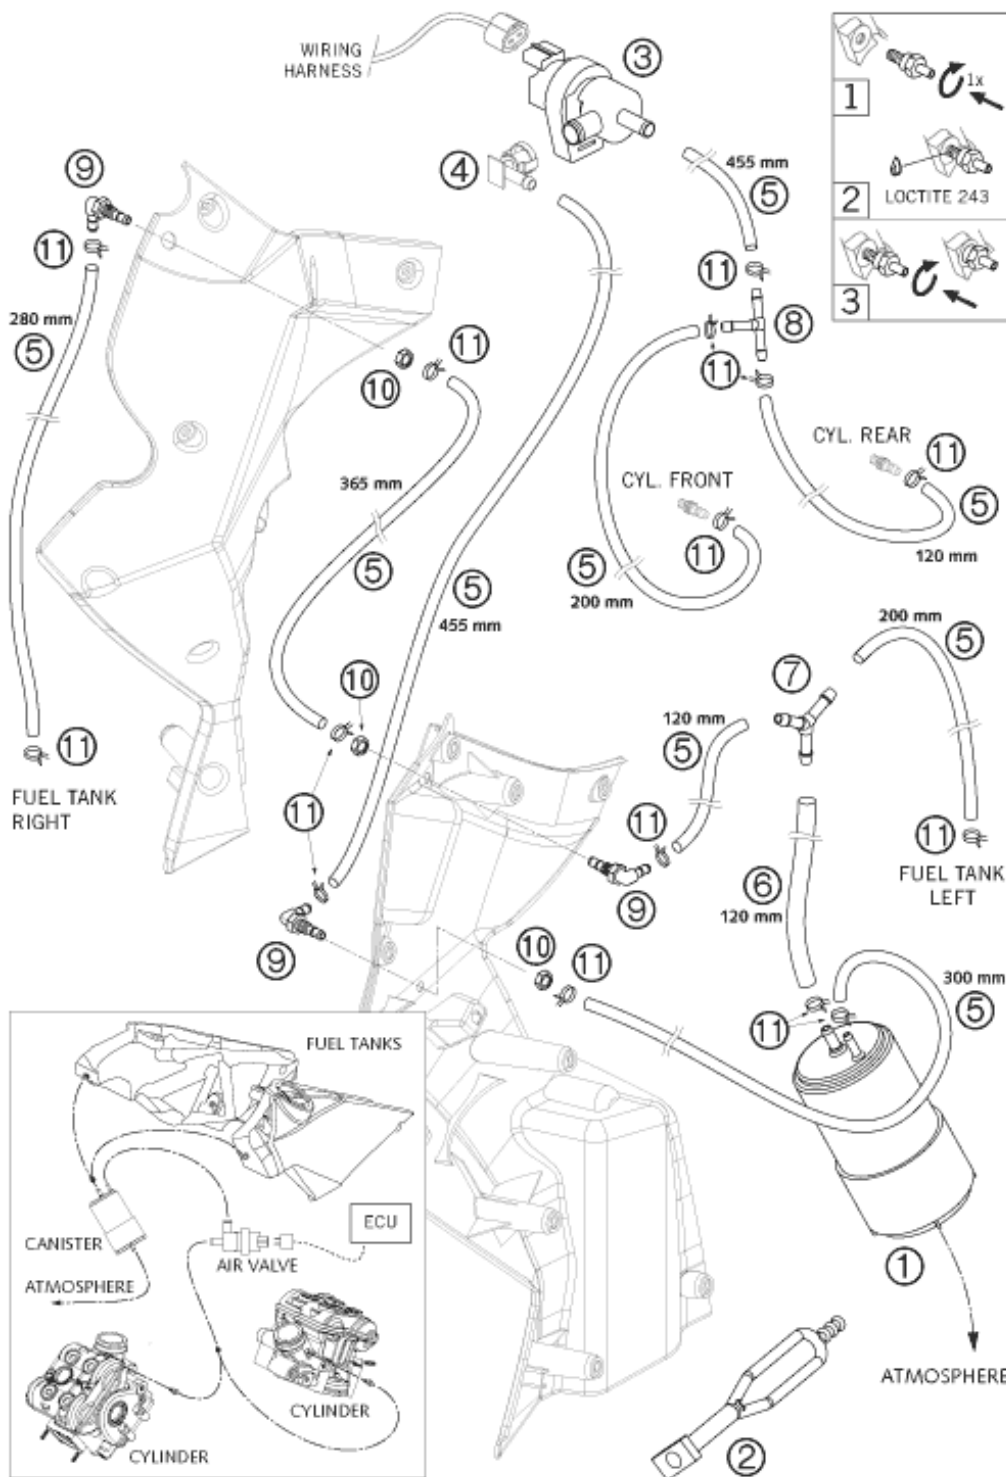 WIRING
HARNESS
3
4
455 mm
5
1
1x
2
LOCTITE 243
3
9
11
280 mm
5
11
8
11
10
11
CYL. REAR
11
5
120 mm
CYL. FRONT
11
365 mm
5
5
200 mm
5
455 mm
200 mm
5
7
10
120 mm
5
11
FUEL TANK
RIGHT
11
11
9
11
FUEL TANK
LEFT
6
120 mm
9
10
11
300 mm
5
11
1
ATMOSPHERE
2
FUEL TANKS
ECU
CANISTER
AIR VALVE
ATMOSPHERE
CYLINDER
CYLINDER